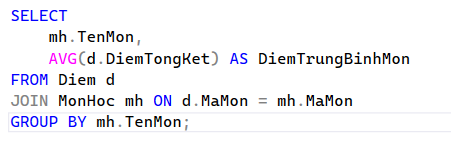 SELECT
mh.TenMon,
AVG(d.DiemTongKet) AS DiemTrungBinhMon
FROM Diem d
JOIN MonHoc mh ON d.MaMon = mh.MaMon
GROUP BY mh.TenMon;